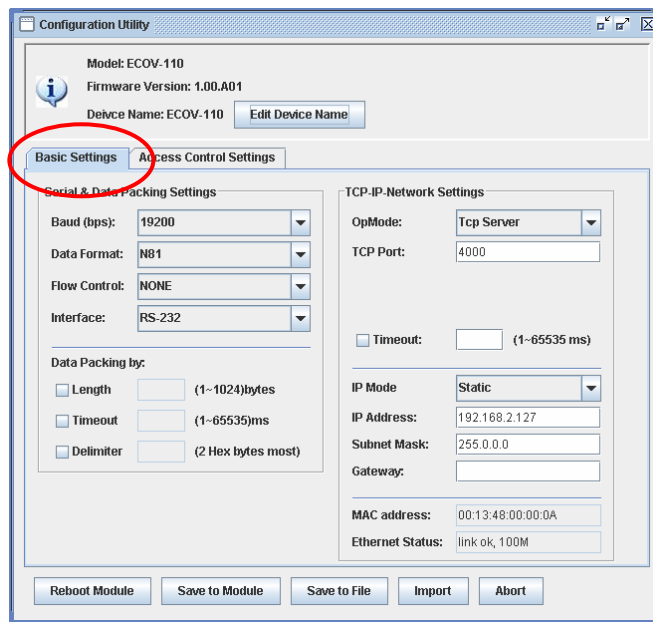 Configuration Utility
Model: ECOV-110
Firmware Version: 1.00.A01
Deivce Name: ECOV-110 Edit Device Name
Basic Settings Access Control Settings
Serial & Data Packing Settings
Baud (bps): 19200
Data Format: N81
Flow Control: NONE
Interface: RS-232
Data Packing by:
Length (1~1024)bytes
Timeout (1~65535)ms
Delimiter (2 Hex bytes most)
TCP-IP-Network Settings
OpMode: Tcp Server
TCP Port: 4000
Timeout: (1~65535 ms)
IP Mode Static
IP Address: 192.168.2.127
Subnet Mask: 255.0.0.0
Gateway:
MAC address: 00:13:48:00:00:0A
Ethernet Status: link ok, 100M
Reboot Module Save to Module Save to File Import Abort